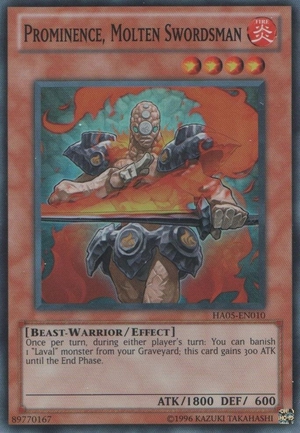 PROMINENCE, MOLTEN SWORDSMAN
FIRE
炎
HA05-EN010
[BEAST-WARRIOR/EFFECT]
Once per turn, during either player's turn: You can banish
1 "Laval" monster from your Graveyard; this card gains 300 ATK
until the End Phase.
ATK/1800 DEF/600
89770167
©1996 KAZUKI TAKAHASHI